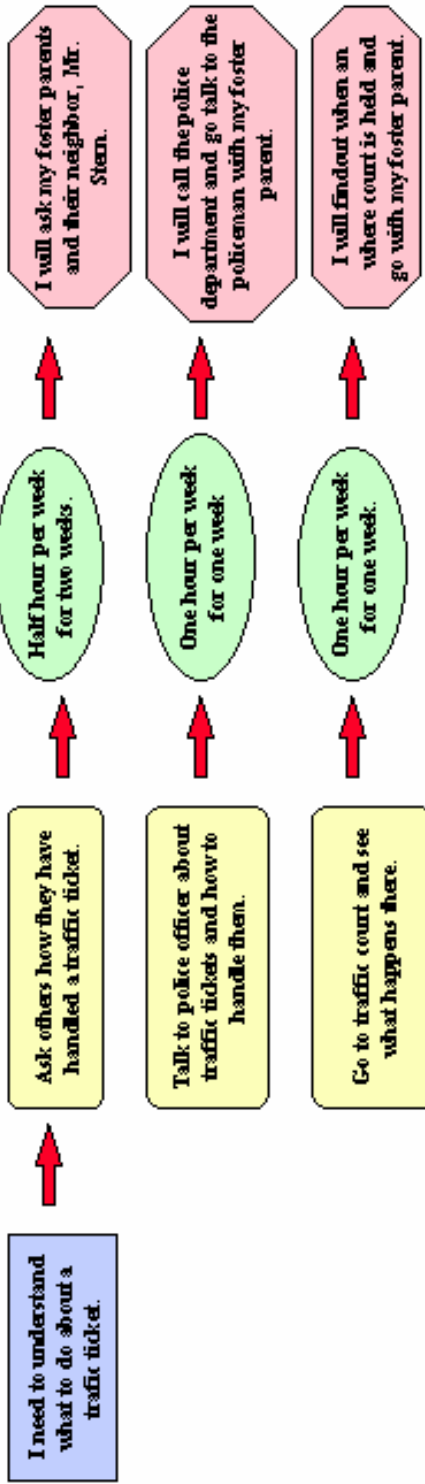 I need to understand
what to do about a
trafic ticket.
Ask others how they have
handled a traffic ticket.
Half hour per week
for two weeks.
I will ask my foster parents
and their neighbor, Mr.
Stern.
Talk to police officer about
traffic tickets and how to
handle them.
One hour per week
for one week
I will call the police
department and go talk to the
policeman with my foster
parent.
Go to traffic court and see
what happens there.
One hour per week
for one week.
I will findout when an
where court is held and
go with my foster parent.